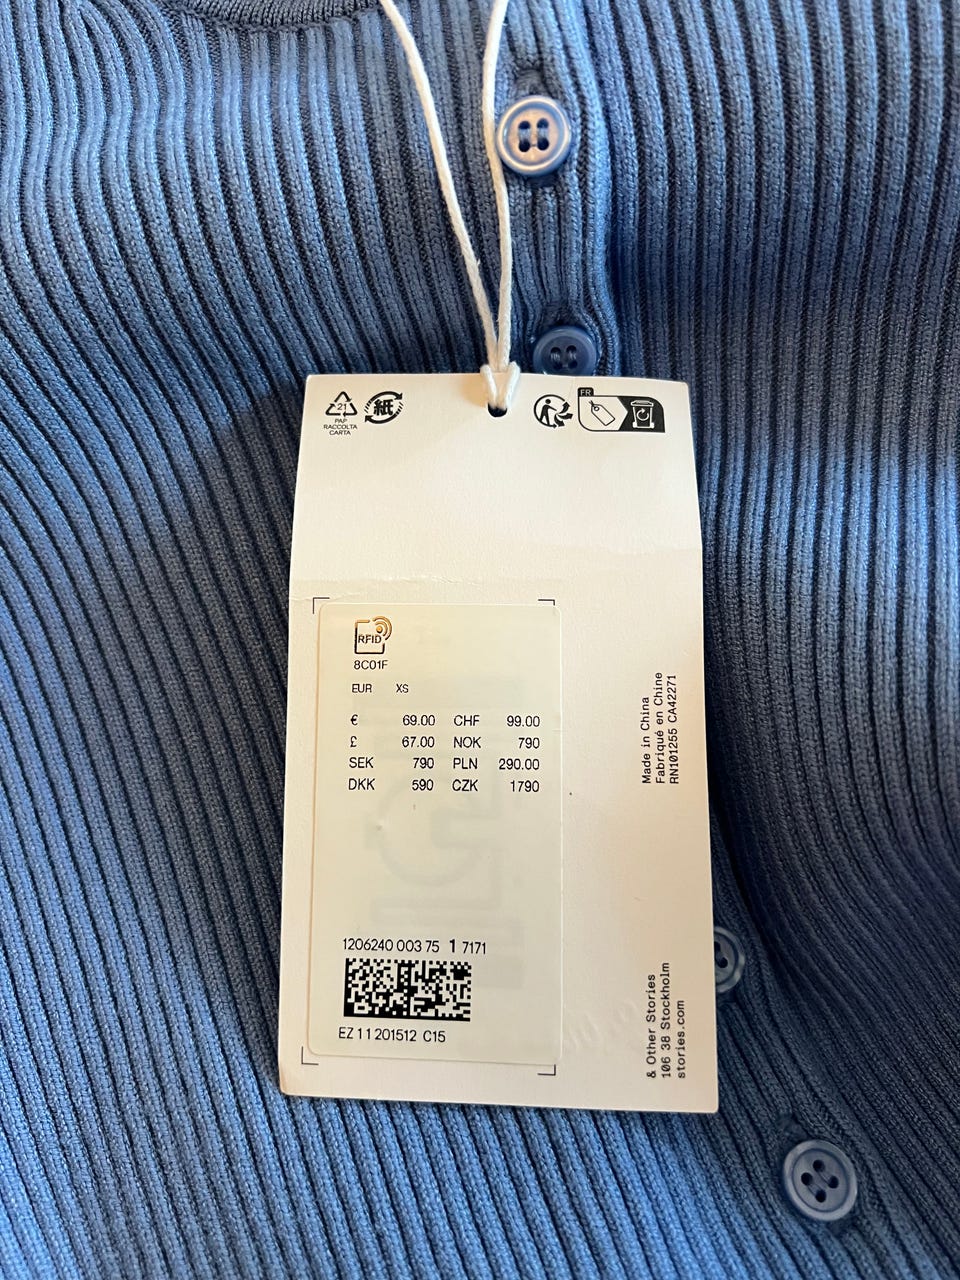 21
PAP
RACCOLTA
CARTA
紙
FR
RFID
8C01F
EUR XS
€ 69.00 CHF 99.00
£ 67.00 NOK 790
SEK 790 PLN 290.00
DKK 590 CZK 1790
1206240 003 75 1 7171
EZ 11 201512 C15
Made in China
Fabriqué en Chine
RN101255 CA42271
& Other Stories
106 38 Stockholm
stories.com